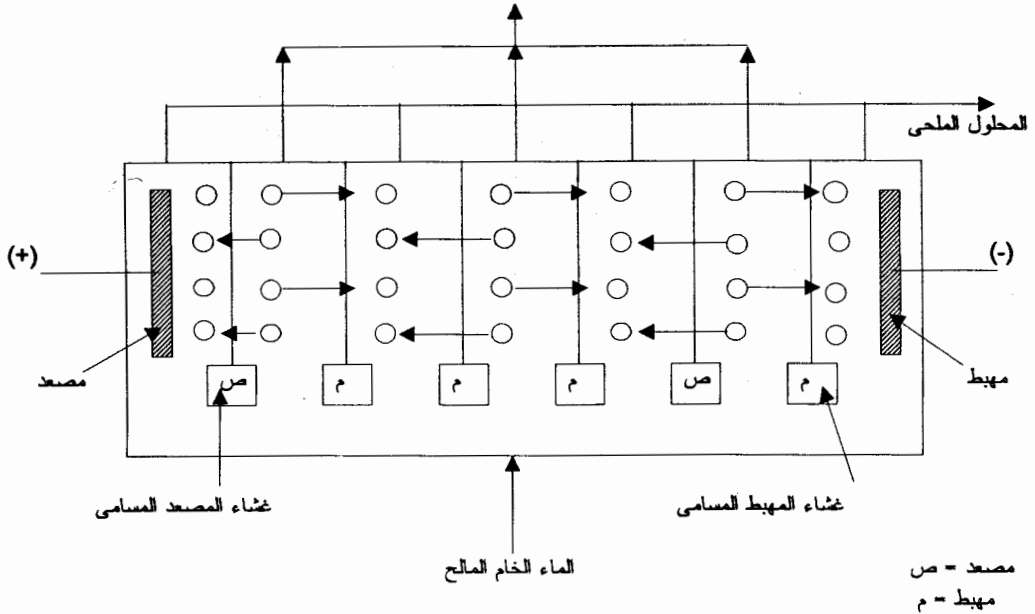 المحلول الملحى
(+)
(-)
مصعد
مهبط
ص
م
م
م
ص
م
غشاء المصعد المسامى
غشاء المهبط المسامى
الماء الخام المالح
مصعد = ص
مهبط = م